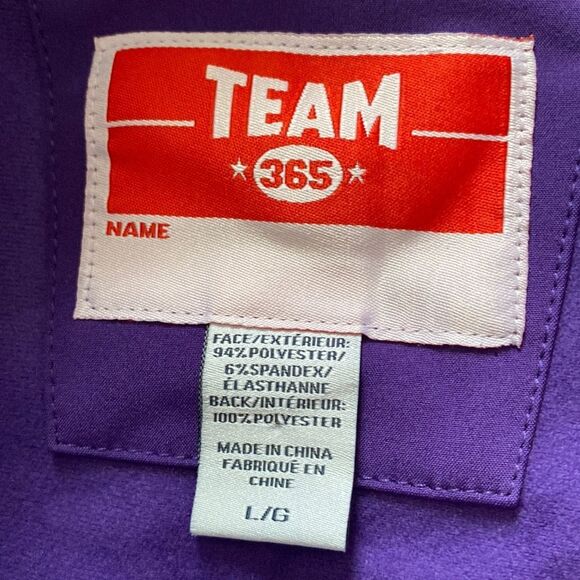 TEAM
365
NAME
FACE/EXTÉRIEUR:
94% POLYESTER/
6% SPANDEX/
ÉLASTHANNE
BACK/INTÉRIEUR:
100% POLYESTER
MADE IN CHINA
FABRIQUÉ EN
CHINE
L/G